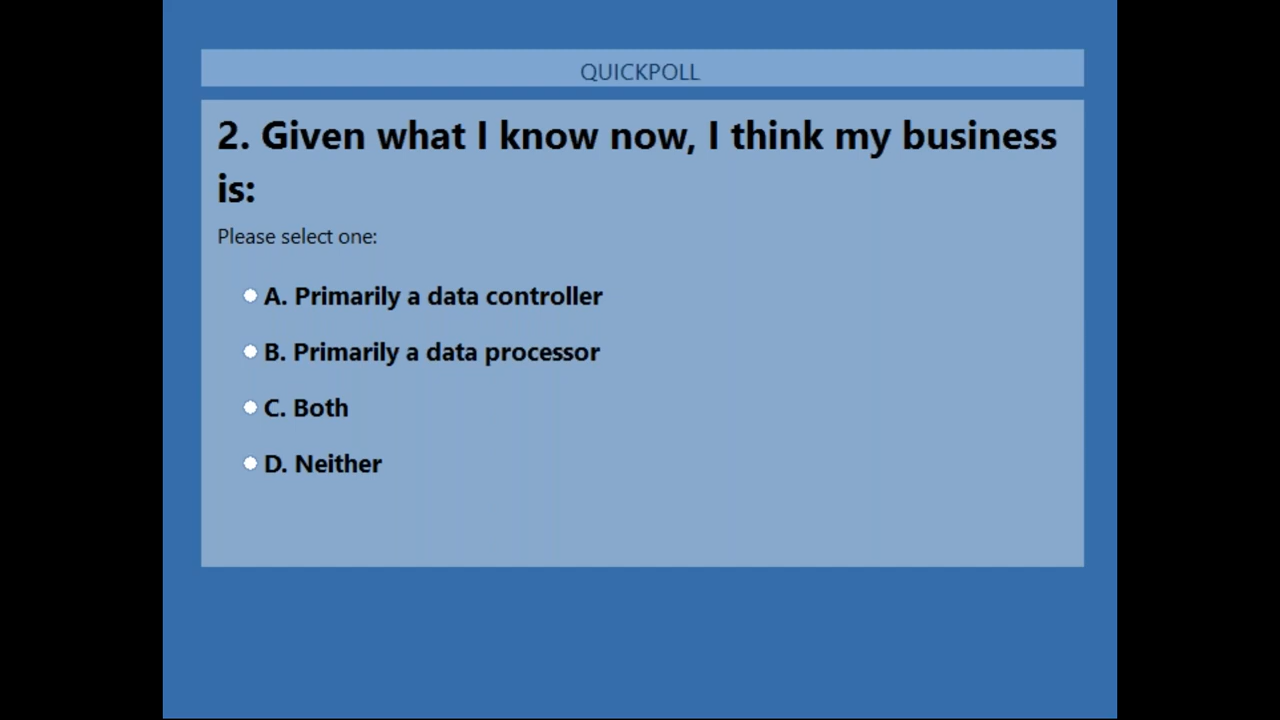 QUICKPOLL
2. Given what I know now, I think my business
is:
Please select one:
A. Primarily a data controller
B. Primarily a data processor
C. Both
D. Neither